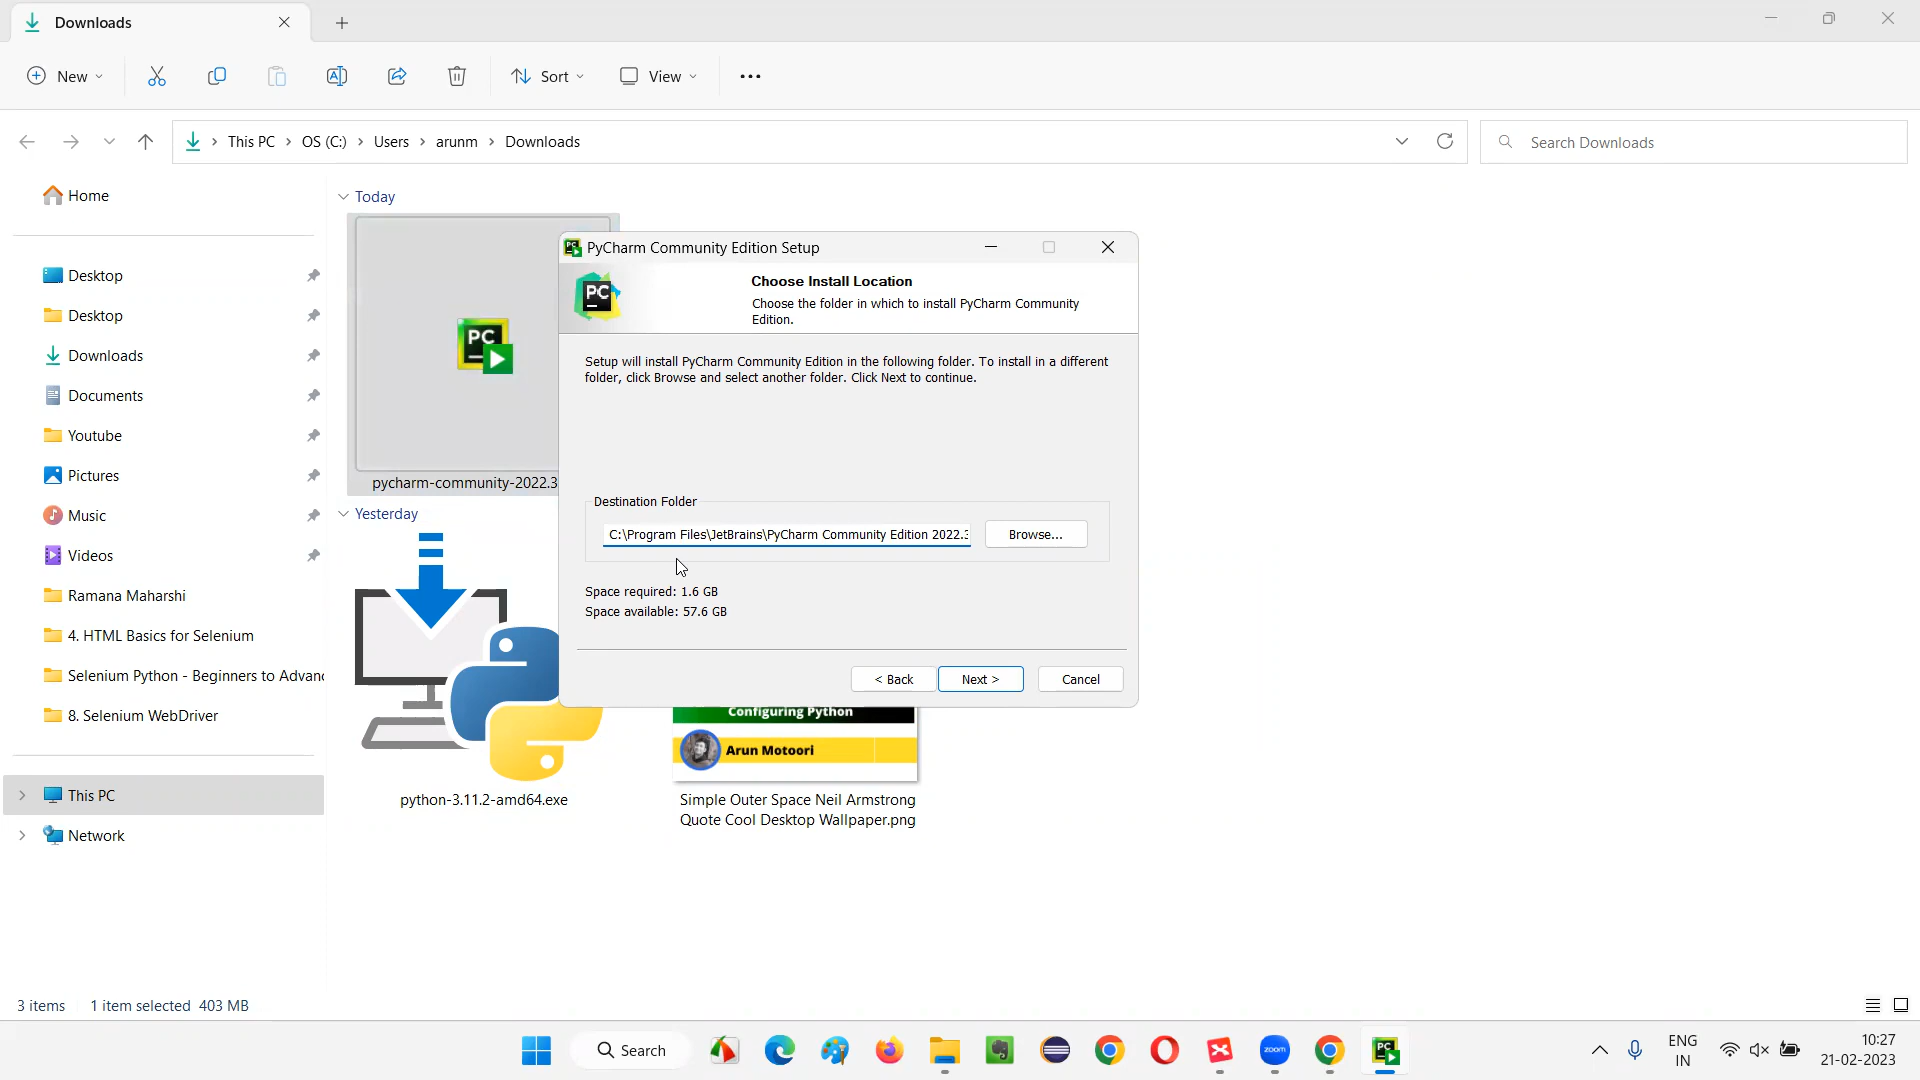 Downloads
New
Sort
View
This PC > OS (C:) > Users > arunm > Downloads
Search Downloads
Home
Desktop
Desktop
Downloads
Documents
Youtube
Pictures
Music
Videos
Ramana Maharshi
4. HTML Basics for Selenium
Selenium Python - Beginners to Advan
8. Selenium WebDriver
This PC
Network
Today
PC
pycharm-community-2022.3
Yesterday
python-3.11.2-amd64.exe
Configuring Python
Arun Motoori
Simple Outer Space Neil Armstrong
Quote Cool Desktop Wallpaper.png
PyCharm Community Edition Setup
PC
Choose Install Location
Choose the folder in which to install PyCharm Community
Edition.
Setup will install PyCharm Community Edition in the following folder. To install in a different
folder, click Browse and select another folder. Click Next to continue.
Destination Folder
C:\Program Files\JetBrains\PyCharm Community Edition 2022.3
Browse...
Space required: 1.6 GB
Space available: 57.6 GB
< Back
Next >
Cancel
3 items
1 item selected 403 MB
Search
zoom
ENG
IN
10:27
21-02-2023